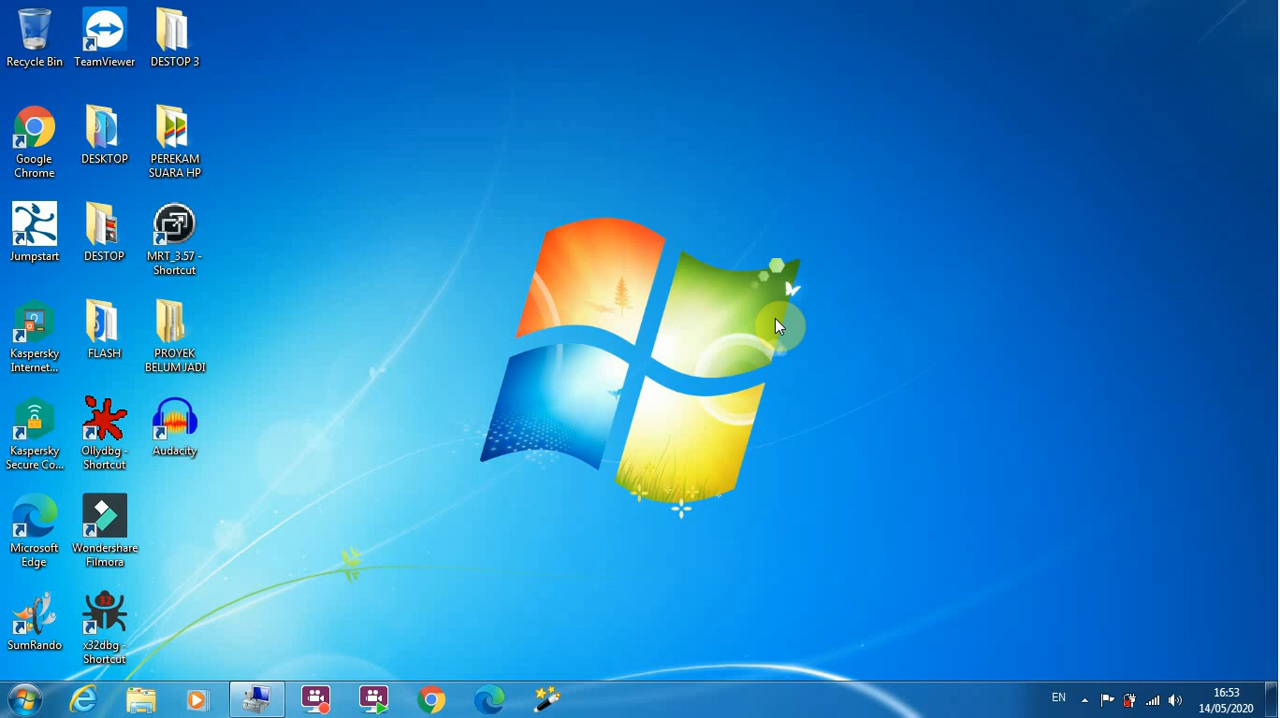 Recycle Bin
TeamViewer
DESTOP 3
Google
Chrome
DESKTOP
PEREKAM
SUARA HP
Jumpstart
DESTOP
MRT_3.57 -
Shortcut
Kaspersky
Internet...
FLASH
PROYEK
BELUM JADI
Kaspersky
Secure Co...
Ollydbg -
Shortcut
Audacity
Microsoft
Edge
Wondershare
Filmora
SumRando
32
x32dbg -
Shortcut
EN
16:53
14/05/2020